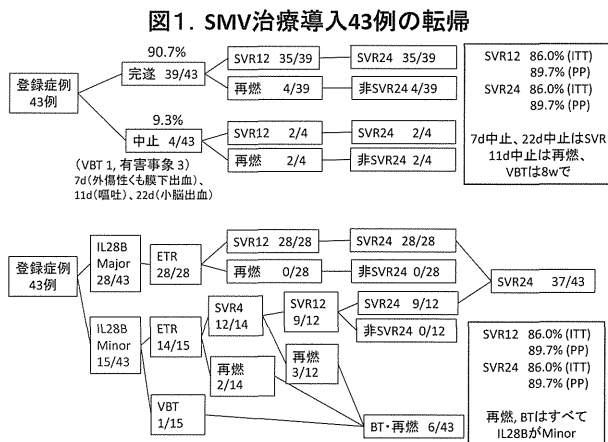 図1. SMV治療導入43例の転帰
登録症例
43例
90.7%
完遂 39/43
SVR12 35/39
SVR24 35/39
再燃 4/39
非SVR24 4/39
9.3%
中止 4/43
SVR12 2/4
SVR24 2/4
再燃 2/4
非SVR24 2/4
(VBT 1, 有害事象 3)
7d(外傷性くも膜下出血)、
11d(嘔吐)、22d(小脳出血)
SVR12 86.0% (ITT)
89.7% (PP)
SVR24 86.0% (ITT)
89.7% (PP)
7d中止、22d中止はSVR
11d中止は再燃、
VBTは8wで
登録症例
43例
IL28B
Major
28/43
ETR
28/28
SVR12 28/28
SVR24 28/28
再燃 0/28
非SVR24 0/28
SVR24 37/43
IL28B
Minor
15/43
ETR
14/15
SVR4
12/14
SVR12
9/12
SVR24 9/12
非SVR24 0/12
再燃
2/14
再燃
3/12
VBT
1/15
BT・再燃 6/43
SVR12 86.0% (ITT)
89.7% (PP)
SVR24 86.0% (ITT)
89.7% (PP)
再燃, BTはすべて
IL28BがMinor